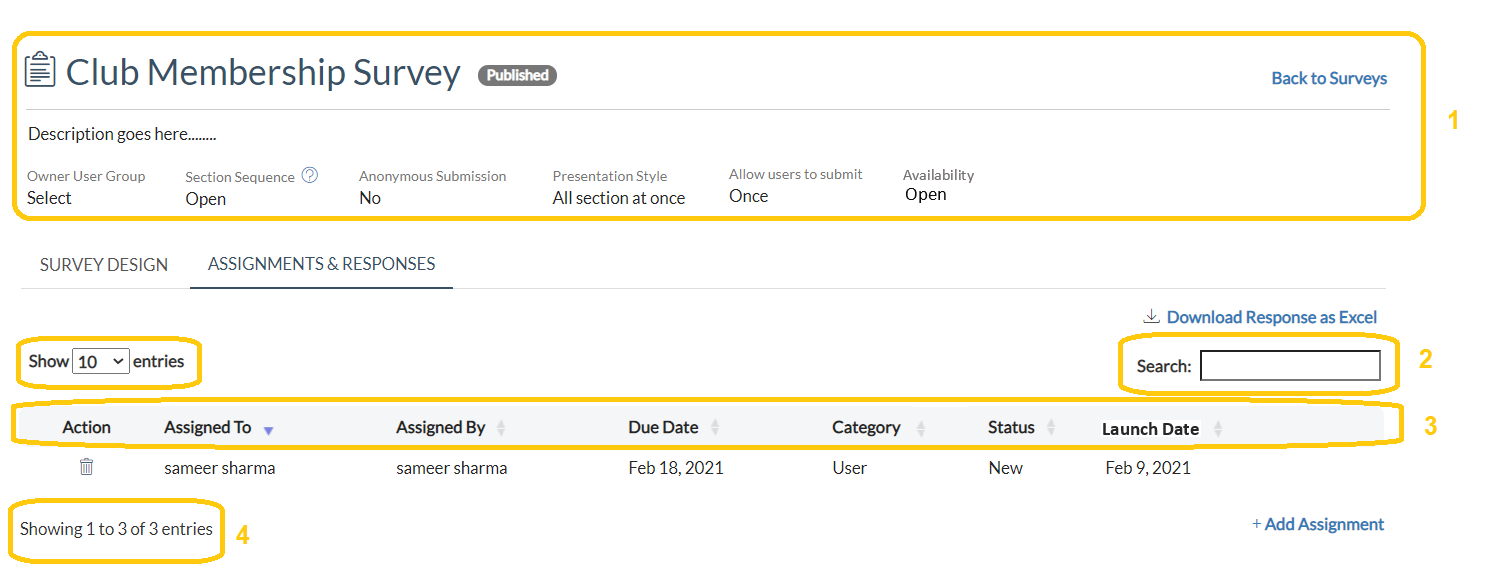 Club Membership Survey Published Back to Surveys
1
Description goes here........
Owner User Group Section Sequence ? Anonymous Submission Presentation Style Allow users to submit Availability
Select Open No All section at once Once Open
SURVEY DESIGN ASSIGNMENTS & RESPONSES
Download Response as Excel
Show 10 entries Search: 2
Action Assigned To Assigned By Due Date Category Status Launch Date 3
sameer sharma sameer sharma Feb 18, 2021 User New Feb 9, 2021
Showing 1 to 3 of 3 entries 4 + Add Assignment